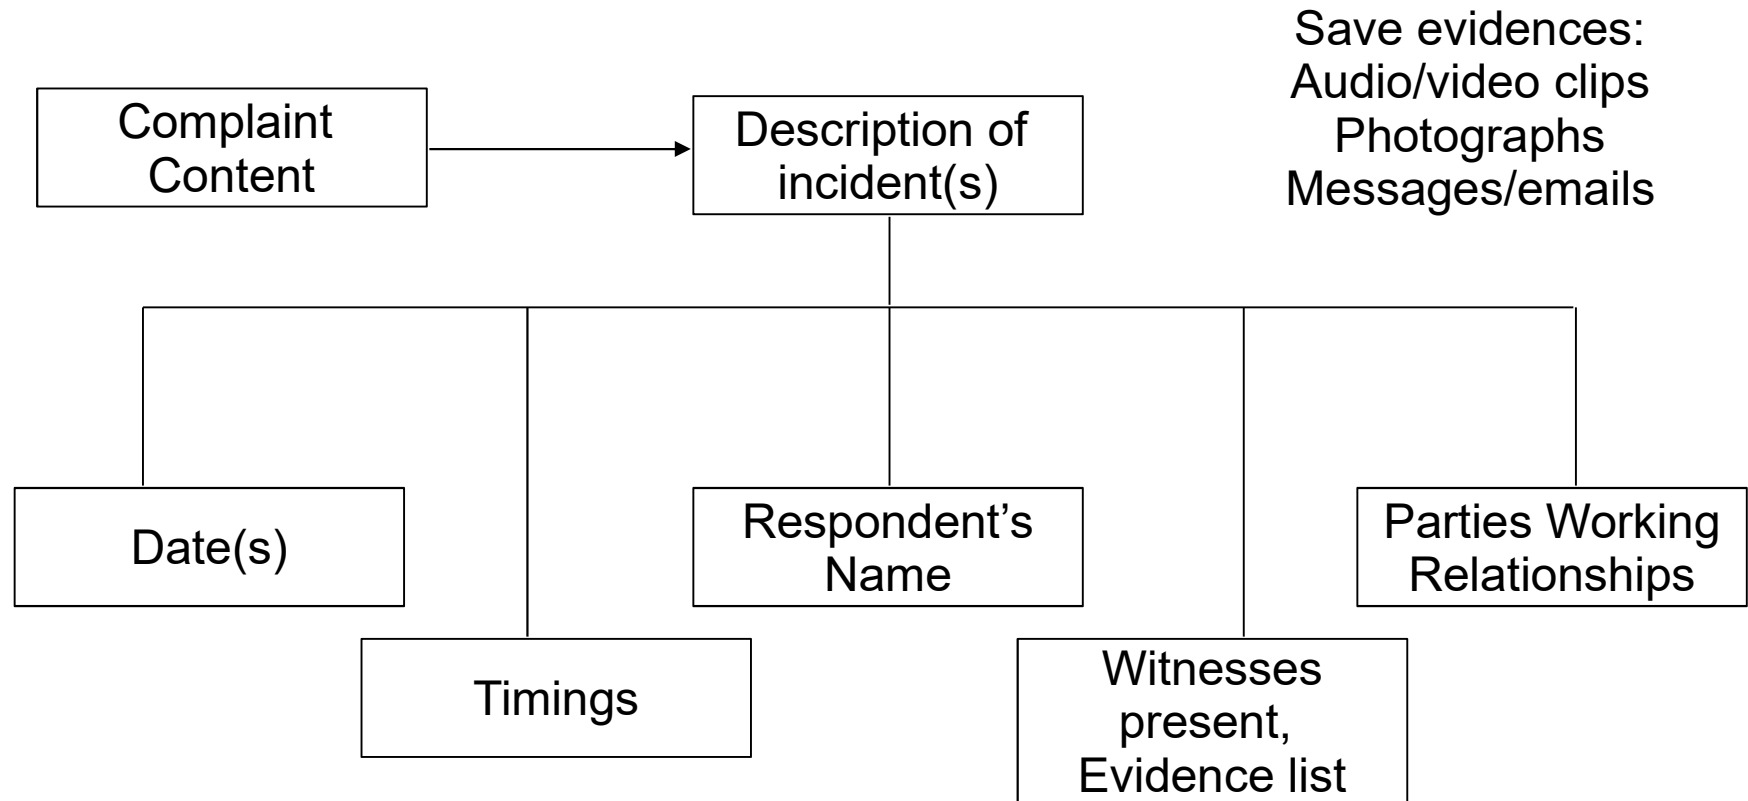 Save evidences:
Audio/video clips
Photographs
Messages/emails
Complaint
Content
Description of
incident(s)
Date(s)
Timings
Respondent’s
Name
Witnesses
present,
Evidence list
Parties Working
Relationships